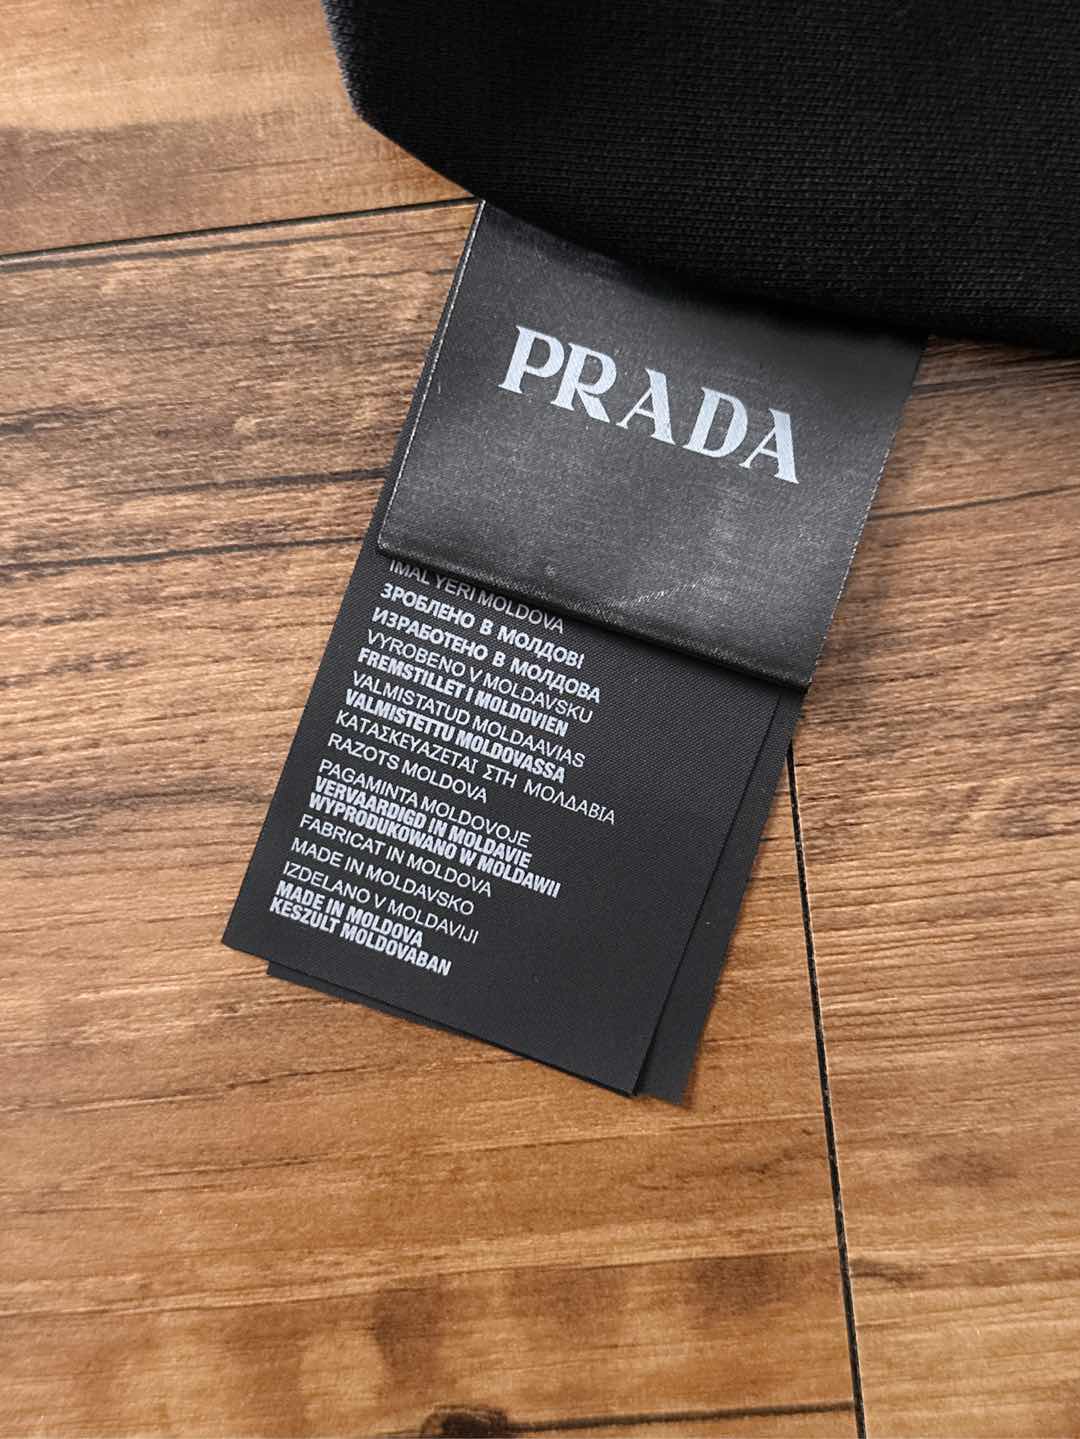 PRADA
IMAL YERI MOLDOVA
ЗРОБЛЕНО В МОЛДОВІ
ИЗРАБОТЕНО В МОЛДОВА
VYROBENO V MOLDAVSKU
FREMSTILLET I MOLDOVIEN
VALMISTATUD MOLDAAVIAS
VALMISTETTU MOLDOVASSA
ΚΑΤΑΣΚΕΥΑΖΕΤΑΙ ΣΤΗ ΜΟΛΔΑΒΙΑ
RAZOTS MOLDOVA
PAGAMINTA MOLDOVOJE
VERVAARDIGD IN MOLDAVIE
WYPRODUKOWANO W MOLDAWII
FABRICAT IN MOLDOVA
MADE IN MOLDAVSKO
IZDELANO V MOLDAVIJI
MADE IN MOLDOVA
KESZULT MOLDOVABAN